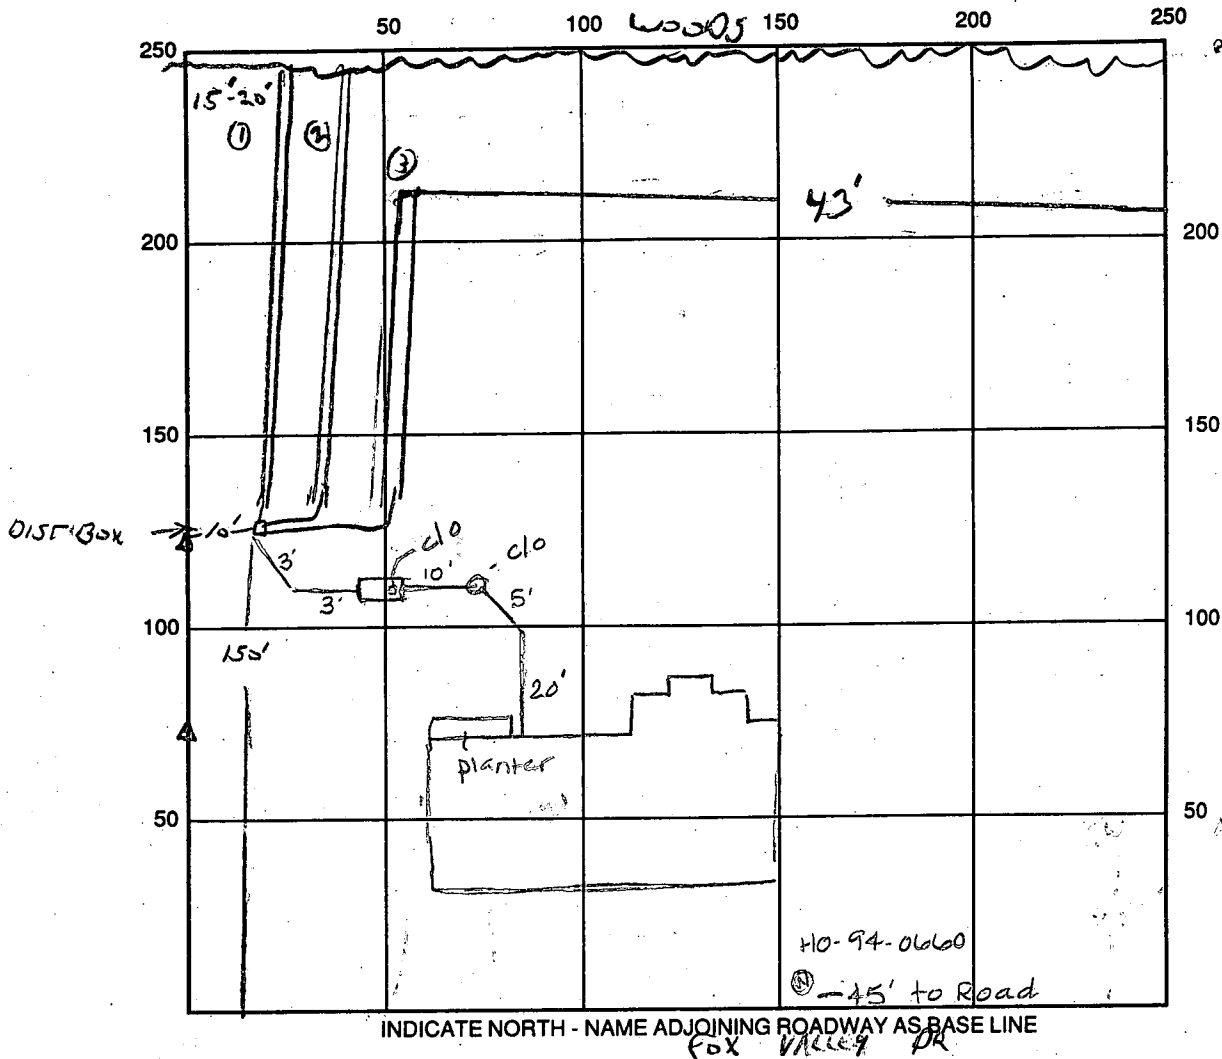 50 100 WOODS 150 200 250
250
15'-20'
① ② ③
43'
200 200
150 150
DIST BOX 10'
c/o c/o
3' 3' 10' 5'
100 100
150' 20'
planter
50 50
HO-94-0660
Ⓦ - 45' to Road
INDICATE NORTH - NAME ADJOINING ROADWAY AS BASE LINE
FOX VALLEY DR